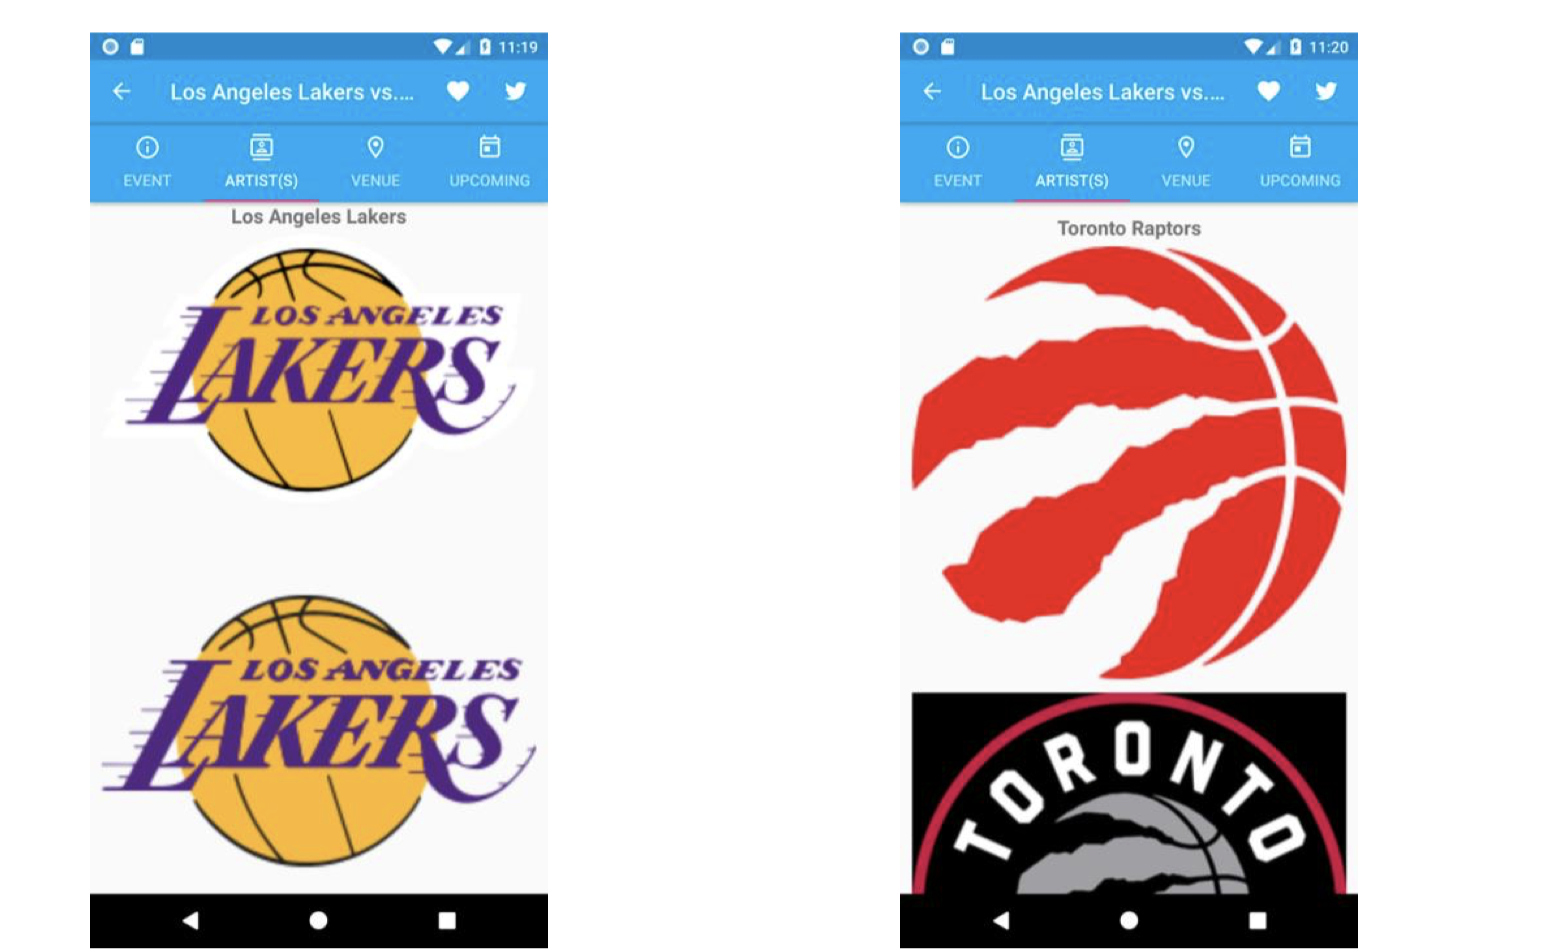 11:19
Los Angeles Lakers vs....
EVENT ARTIST(S) VENUE UPCOMING
Los Angeles Lakers
LOS ANGELES
LAKERS
LOS ANGELES
LAKERS
11:20
Los Angeles Lakers vs....
EVENT ARTIST(S) VENUE UPCOMING
Toronto Raptors
TORONTO